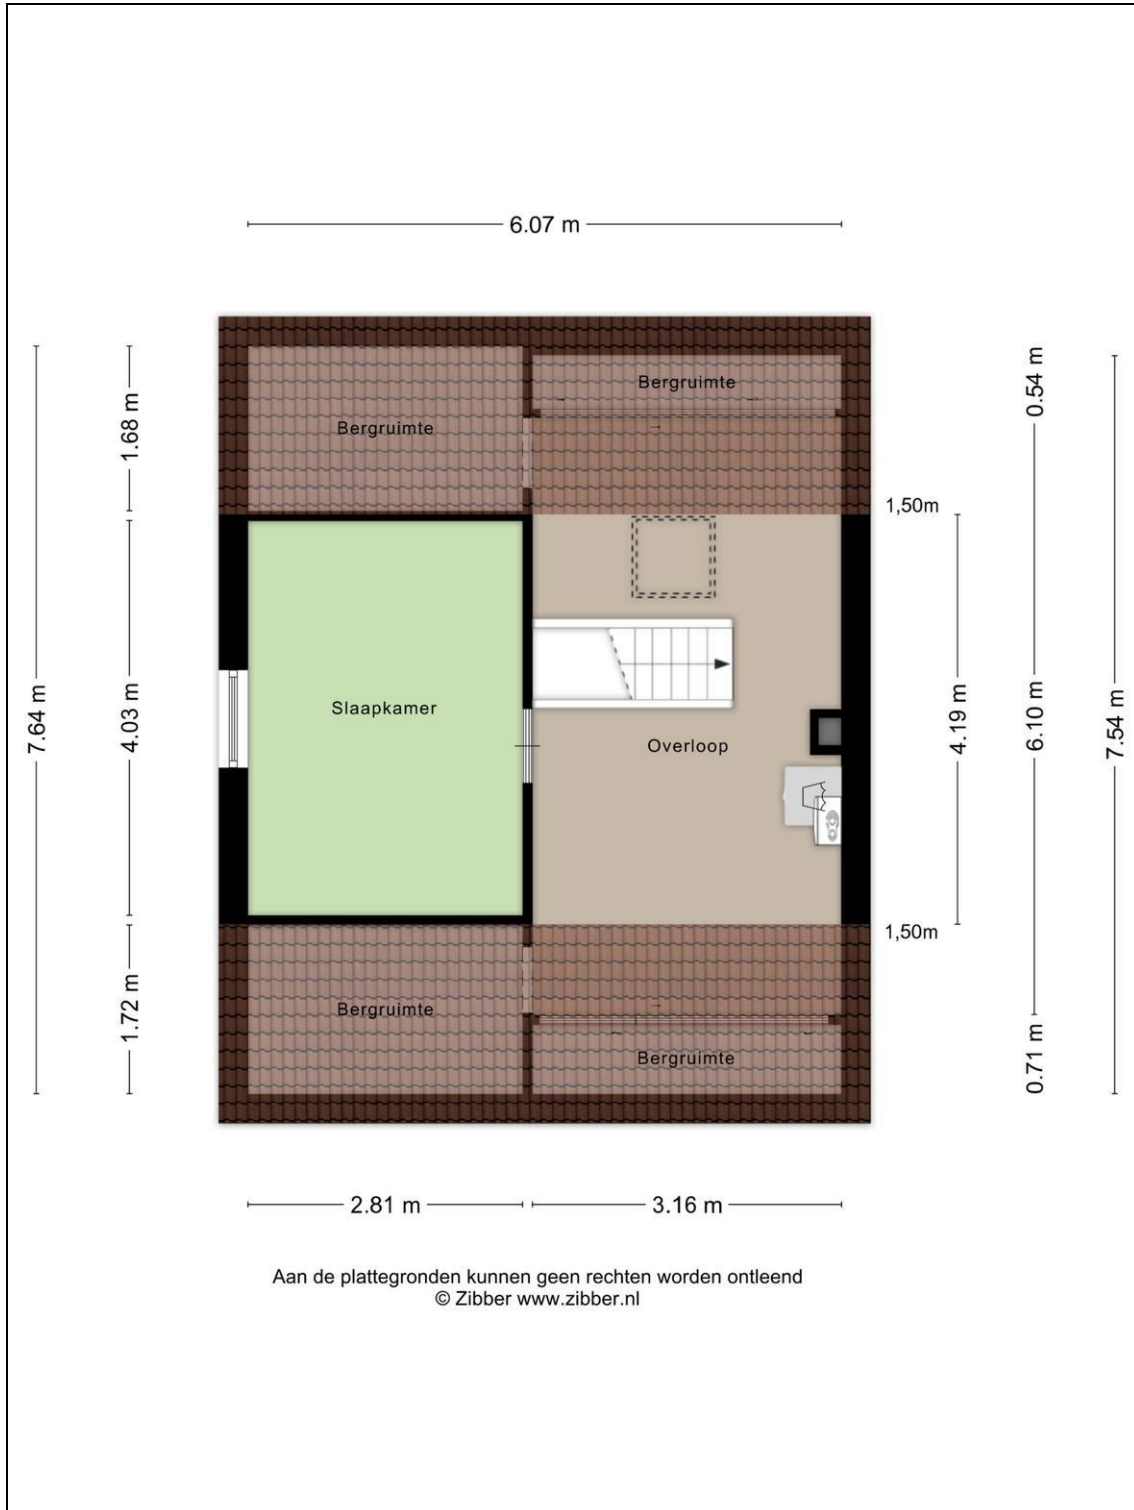 6.07 m
Bergruimte
Bergruimte
0.54 m
1.68 m
1,50m
Slaapkamer
Overloop
7.64 m
4.03 m
4.19 m
6.10 m
7.54 m
1,50m
Bergruimte
Bergruimte
1.72 m
0.71 m
2.81 m
3.16 m
Aan de plattegronden kunnen geen rechten worden ontleend
© Zibber www.zibber.nl